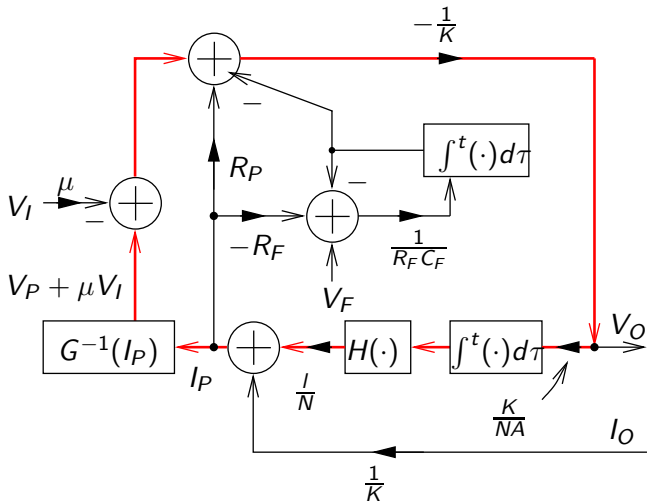 −1/K
−
∫^t(·)dτ
R_P
−
μ
V_I
−
−R_F
1/(R_F C_F)
V_P + μV_I
V_F
V_O
G^{−1}(I_P)
H(·)
∫^t(·)dτ
I_P
l/N
K/(NA)
I_O
1/K